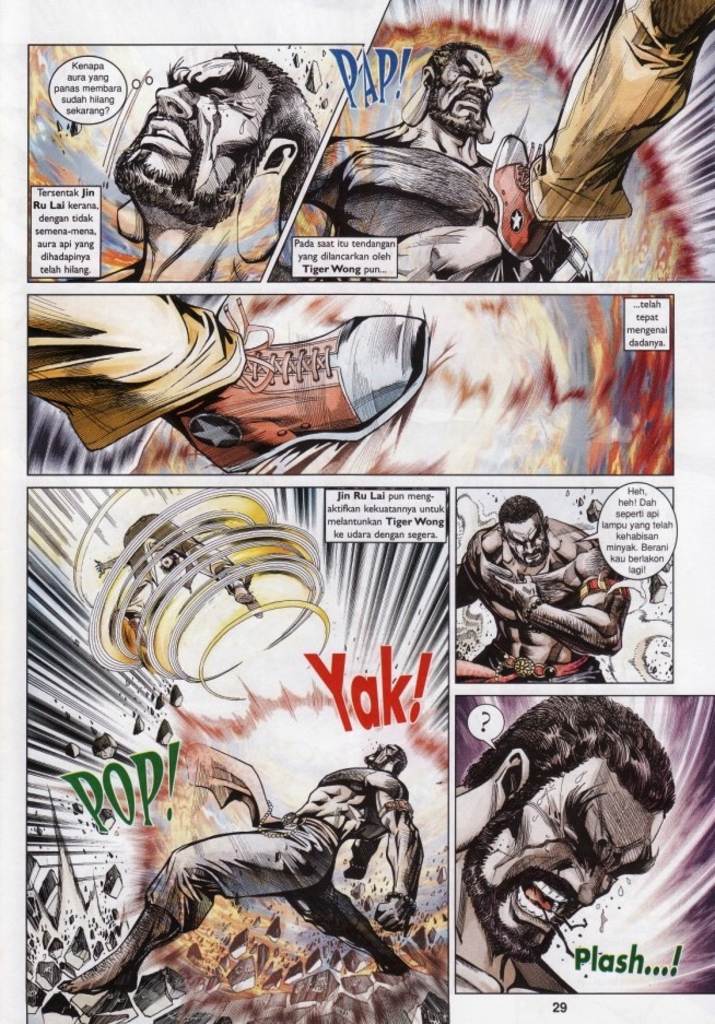 Kenapa
aura yang
panas membara
sudah hilang
sekarang?
Tersentak Jin
Ru Lai kerana,
dengan tidak
semena-mena,
aura api yang
dihadapinya
telah hilang.
PAP!
Pada saat itu tendangan
yang dilancarkan oleh
Tiger Wong pun...
...telah
tepat
mengenai
dadanya.
Jin Ru Lai pun meng-
aktifkan kekuatannya untuk
melantunkan Tiger Wong
ke udara dengan segera.
Yak!
POP!
Heh,
heh! Dah
seperti api
lampu yang telah
kehabisan
minyak. Berani
kau berlakon
lagi!
?
Plash...!
29